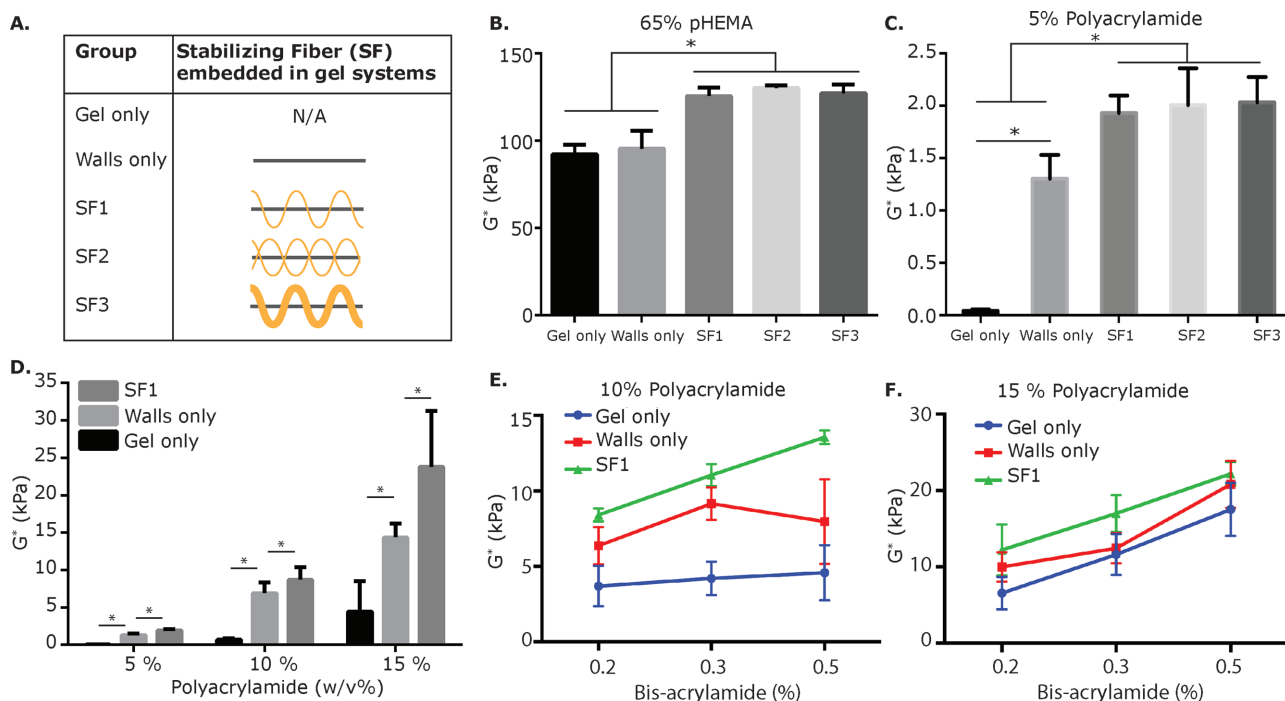 A.
Group Stabilizing Fiber (SF)
embedded in gel systems
Gel only N/A
Walls only
SF1
SF2
SF3
B.
65% pHEMA
*
150
100
50
0
G* (kPa)
Gel only Walls only SF1 SF2 SF3
C.
5% Polyacrylamide
*
*
2.5
2.0
1.5
1.0
0.5
0.0
G* (kPa)
Gel only Walls only SF1 SF2 SF3
D.
35
30
25
20
15
10
5
0
G* (kPa)
SF1
Walls only
Gel only
* * * * * *
5 % 10 % 15 %
Polyacrylamide (w/v%)
E.
10% Polyacrylamide
Gel only
Walls only
SF1
15
10
5
0
G* (kPa)
0.2 0.3 0.5
Bis-acrylamide (%)
F.
15 % Polyacrylamide
Gel only
Walls only
SF1
30
20
10
0
G* (kPa)
0.2 0.3 0.5
Bis-acrylamide (%)